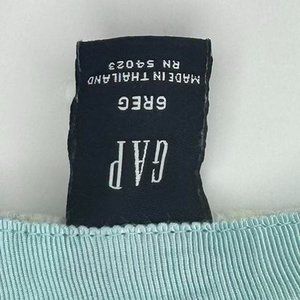 GAP
6REG
MADE IN THAILAND
RN 54023